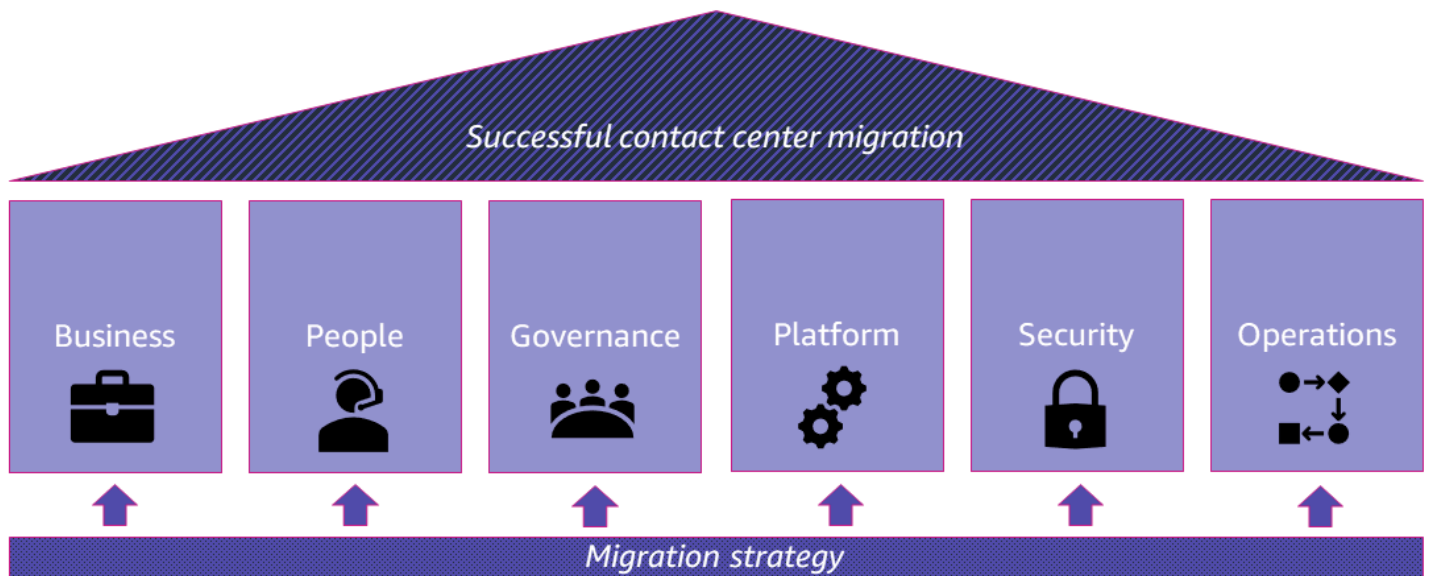 Successful contact center migration
Business
People
Governance
Platform
Security
Operations
Migration strategy